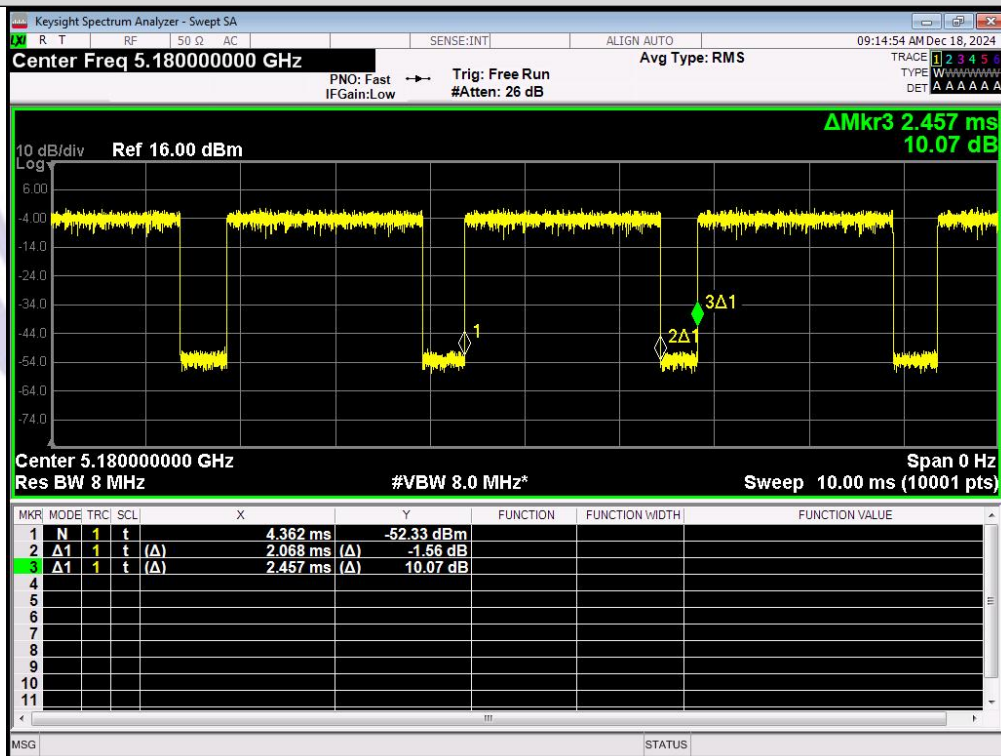 Keysight Spectrum Analyzer - Swept SA
LXI R T RF 50 Ω AC SENSE:INT ALIGN AUTO 09:14:54 AM Dec 18, 2024
Center Freq 5.180000000 GHz Avg Type: RMS TRACE 1 2 3 4 5 6
PNO: Fast Trig: Free Run TYPE W
IFGain:Low #Atten: 26 dB DET A A A A A A
ΔMkr3 2.457 ms
10 dB/div Ref 16.00 dBm 10.07 dB
Log
6.00
-4.00
-14.0
-24.0
-34.0
3Δ1
-44.0
1
2Δ1
-54.0
-64.0
-74.0
Center 5.180000000 GHz Span 0 Hz
Res BW 8 MHz #VBW 8.0 MHz* Sweep 10.00 ms (10001 pts)
MKR MODE TRC SCL X Y FUNCTION FUNCTION WIDTH FUNCTION VALUE
1 N 1 t 4.362 ms -52.33 dBm
2 Δ1 1 t (Δ) 2.068 ms (Δ) -1.56 dB
3 Δ1 1 t (Δ) 2.457 ms (Δ) 10.07 dB
4
5
6
7
8
9
10
11
MSG STATUS